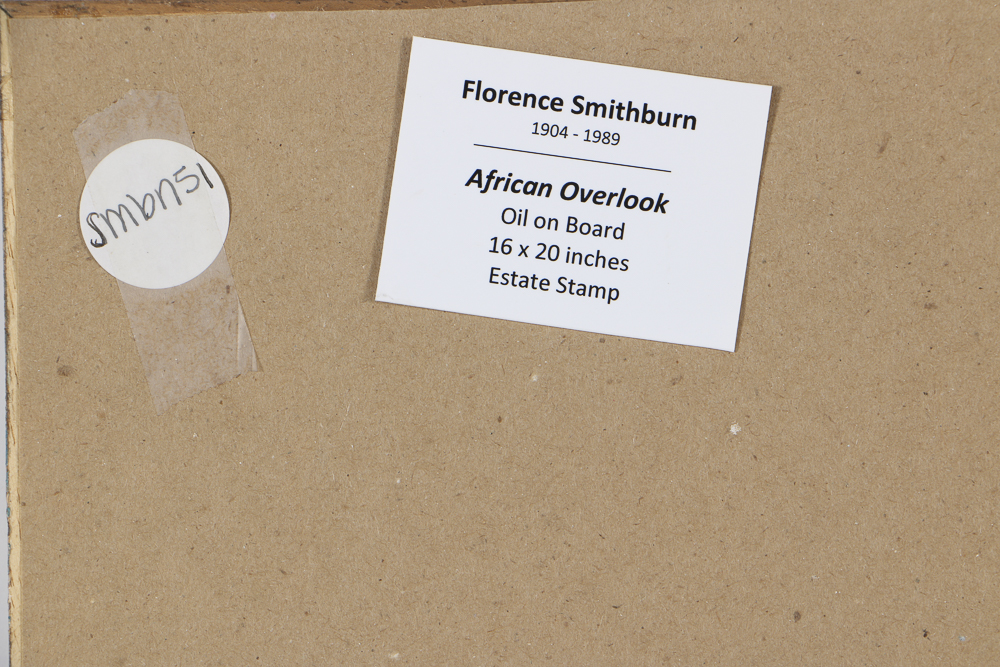 smbn51
Florence Smithburn
1904 - 1989
African Overlook
Oil on Board
16 x 20 inches
Estate Stamp